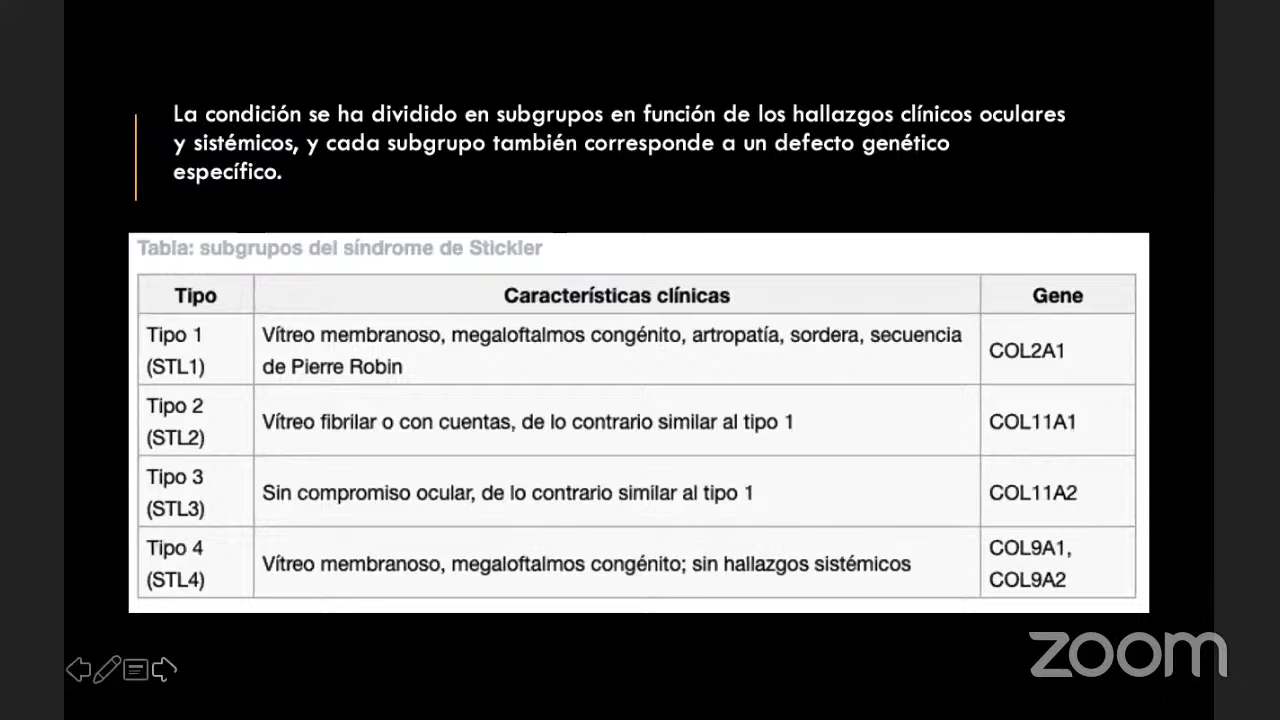 La condición se ha dividido en subgrupos en función de los hallazgos clínicos oculares
y sistémicos, y cada subgrupo también corresponde a un defecto genético
específico.
Tabla: subgrupos del síndrome de Stickler
Tipo Características clínicas Gene
Tipo 1
(STL1)
Vítreo membranoso, megaloftalmos congénito, artropatía, sordera, secuencia
de Pierre Robin
COL2A1
Tipo 2
(STL2)
Vítreo fibrilar o con cuentas, de lo contrario similar al tipo 1
COL11A1
Tipo 3
(STL3)
Sin compromiso ocular, de lo contrario similar al tipo 1
COL11A2
Tipo 4
(STL4)
Vítreo membranoso, megaloftalmos congénito; sin hallazgos sistémicos
COL9A1,
COL9A2
zoom